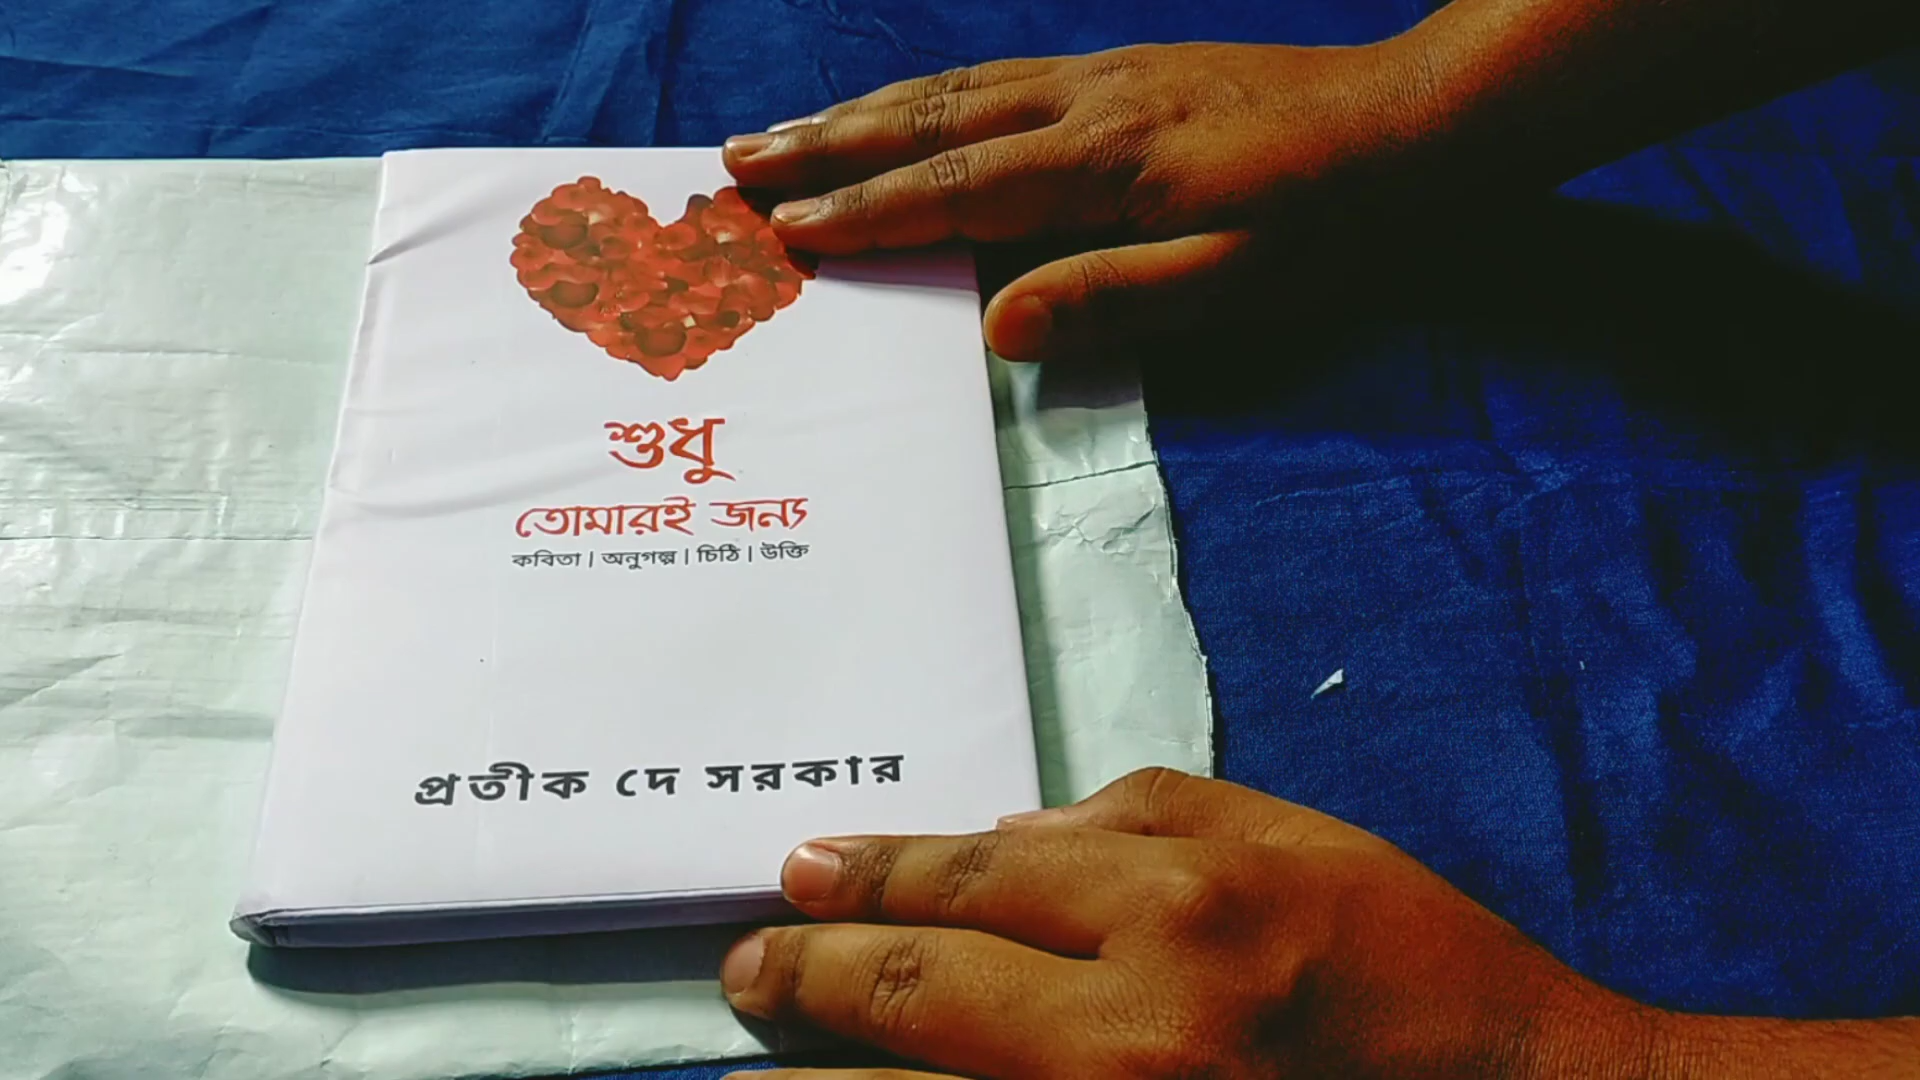 শুধু
তোমারই জন্য
কবিতা | অনুগল্প | চিঠি | উক্তি
প্রতীক দে সরকার